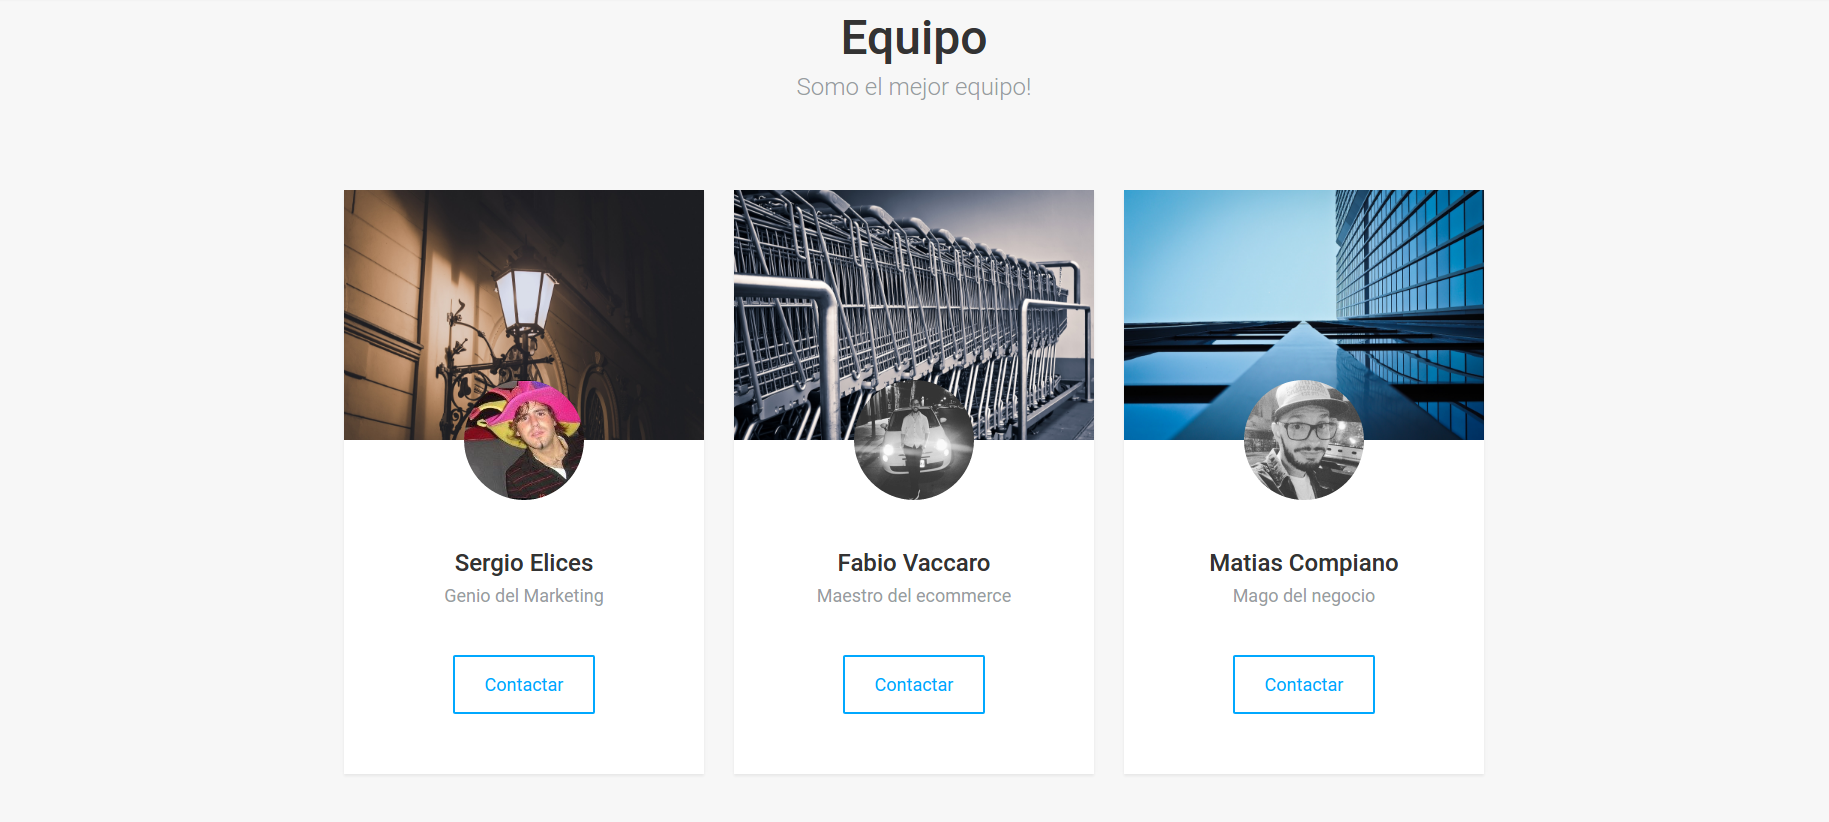 Equipo
Somo el mejor equipo!
Sergio Elices
Genio del Marketing
Contactar
Fabio Vaccaro
Maestro del ecommerce
Contactar
Matias Compiano
Mago del negocio
Contactar